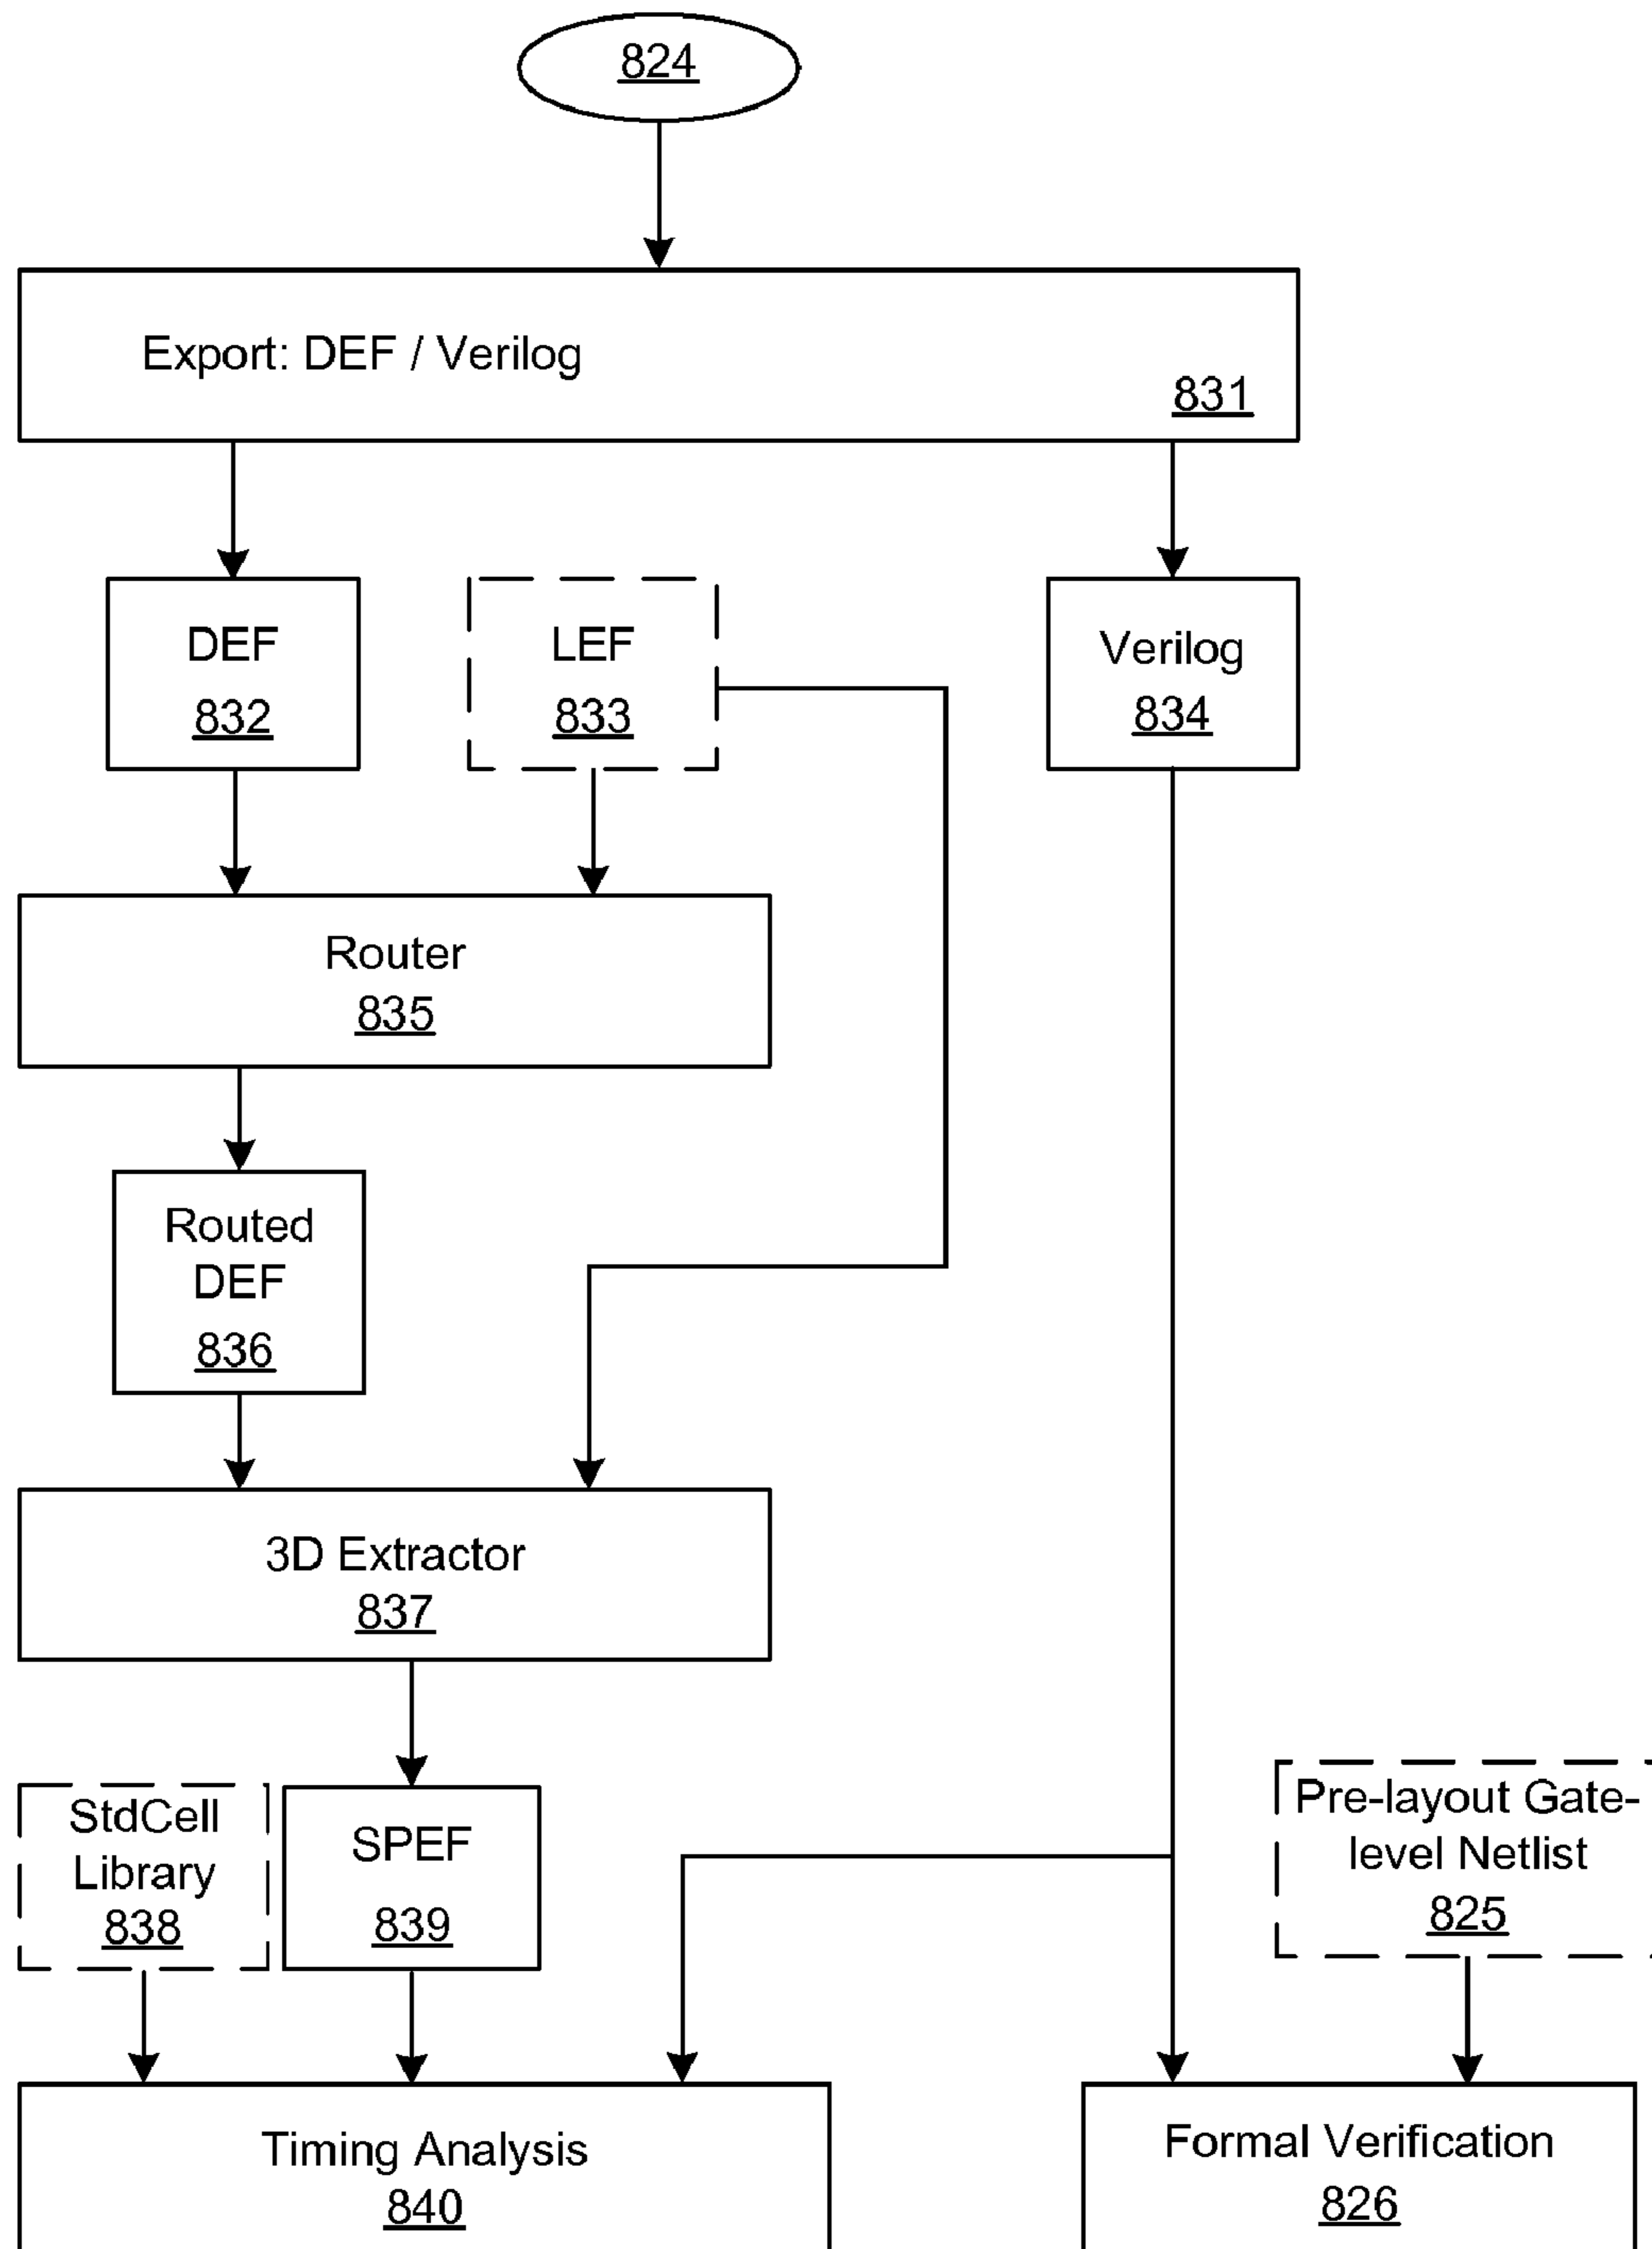 824
Export: DEF / Verilog
831
DEF
832
LEF
833
Verilog
834
Router
835
Routed
DEF
836
3D Extractor
837
StdCell
Library
838
SPEF
839
Pre-layout Gate-
level Netlist
825
Timing Analysis
840
Formal Verification
826